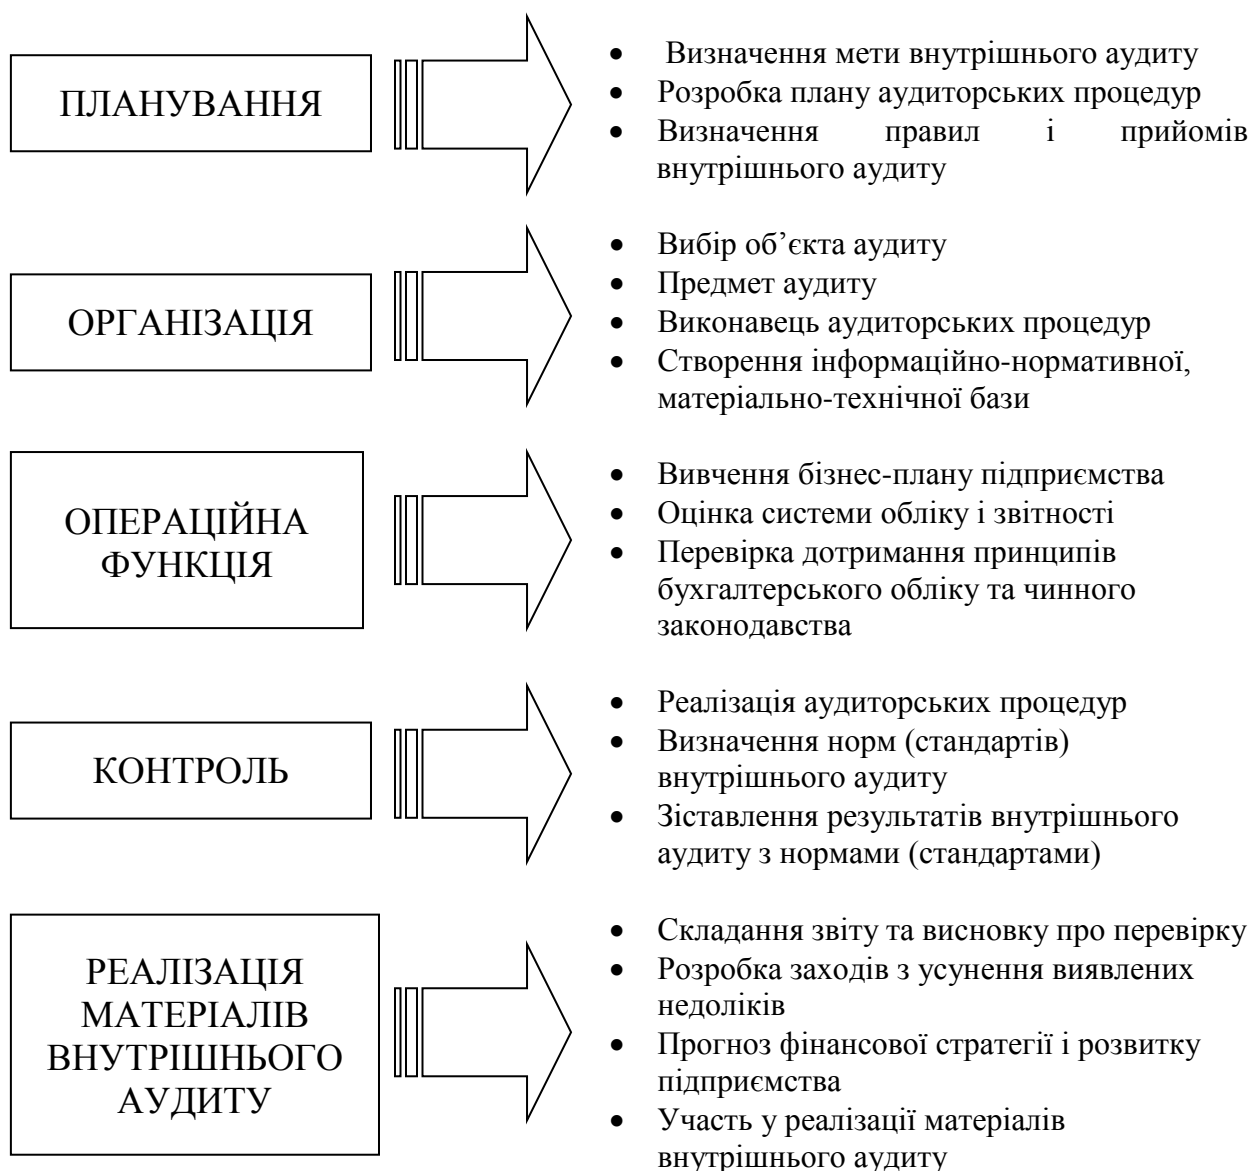 ПЛАНУВАННЯ
• Визначення мети внутрішнього аудиту
• Розробка плану аудиторських процедур
• Визначення правил і прийомів
внутрішнього аудиту
ОРГАНІЗАЦІЯ
• Вибір об’єкта аудиту
• Предмет аудиту
• Виконавець аудиторських процедур
• Створення інформаційно-нормативної,
матеріально-технічної бази
ОПЕРАЦІЙНА
ФУНКЦІЯ
• Вивчення бізнес-плану підприємства
• Оцінка системи обліку і звітності
• Перевірка дотримання принципів
бухгалтерського обліку та чинного
законодавства
КОНТРОЛЬ
• Реалізація аудиторських процедур
• Визначення норм (стандартів)
внутрішнього аудиту
• Зіставлення результатів внутрішнього
аудиту з нормами (стандартами)
РЕАЛІЗАЦІЯ
МАТЕРІАЛІВ
ВНУТРІШНЬОГО
АУДИТУ
• Складання звіту та висновку про перевірку
• Розробка заходів з усунення виявлених
недоліків
• Прогноз фінансової стратегії і розвитку
підприємства
• Участь у реалізації матеріалів
внутрішнього аудиту